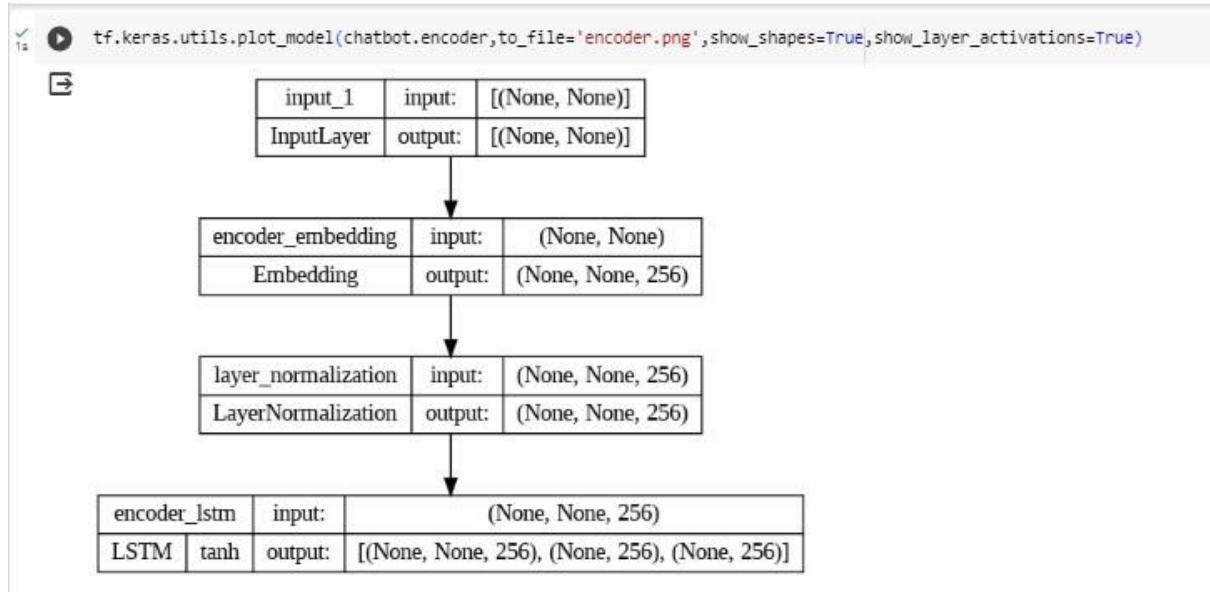 1s tf.keras.utils.plot_model(chatbot.encoder,to_file='encoder.png',show_shapes=True,show_layer_activations=True)
input_1 input: [(None, None)]
InputLayer output: [(None, None)]
encoder_embedding input: (None, None)
Embedding output: (None, None, 256)
layer_normalization input: (None, None, 256)
LayerNormalization output: (None, None, 256)
encoder_lstm input: (None, None, 256)
LSTM tanh output: [(None, None, 256), (None, 256), (None, 256)]